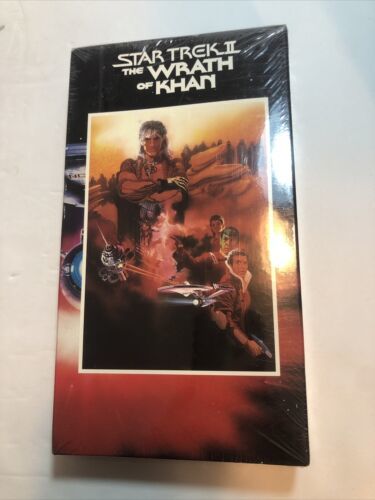 STAR TREK II
THE WRATH
OF KHAN